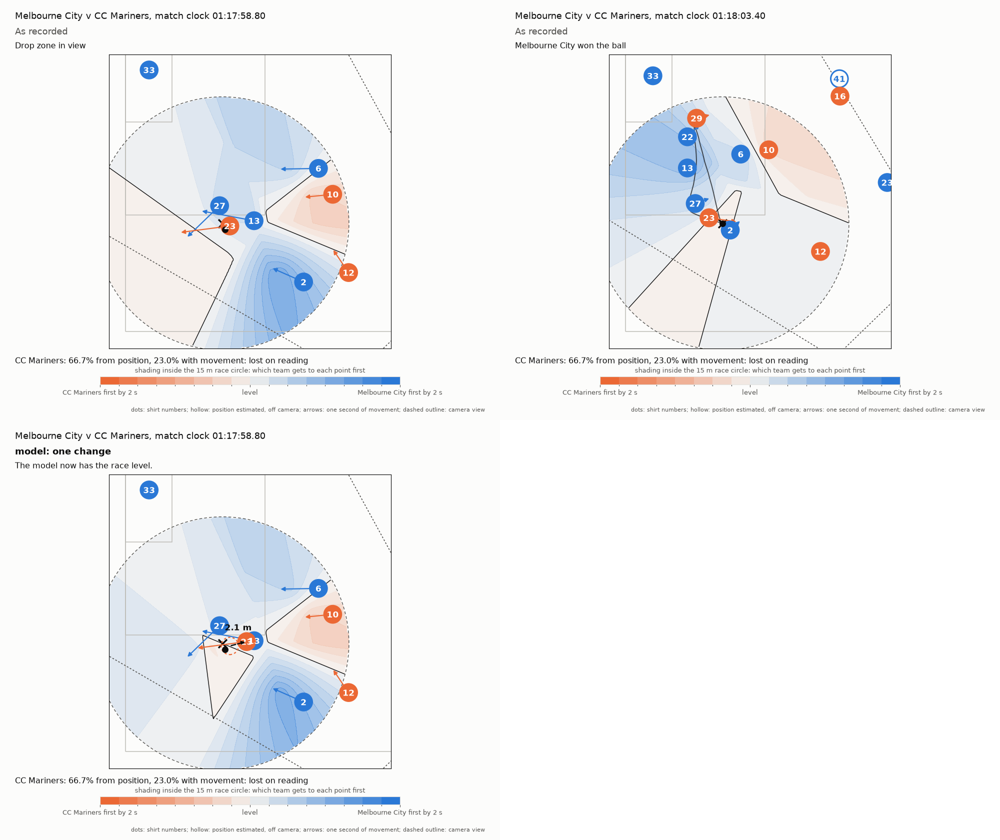 Melbourne City v CC Mariners, match clock 01:17:58.80
As recorded
Drop zone in view
33
6
10
27
13
23
12
2
CC Mariners: 66.7% from position, 23.0% with movement: lost on reading
shading inside the 15 m race circle: which team gets to each point first
CC Mariners first by 2 s
level
Melbourne City first by 2 s
dots: shirt numbers; hollow: position estimated, off camera; arrows: one second of movement; dashed outline: camera view
Melbourne City v CC Mariners, match clock 01:18:03.40
As recorded
Melbourne City won the ball
33
41
16
29
22
6
10
13
23
27
23
2
12
CC Mariners: 66.7% from position, 23.0% with movement: lost on reading
shading inside the 15 m race circle: which team gets to each point first
CC Mariners first by 2 s
level
Melbourne City first by 2 s
dots: shirt numbers; hollow: position estimated, off camera; arrows: one second of movement; dashed outline: camera view
Melbourne City v CC Mariners, match clock 01:17:58.80
model: one change
The model now has the race level.
33
6
10
27
2.1 m
13
12
2
CC Mariners: 66.7% from position, 23.0% with movement: lost on reading
shading inside the 15 m race circle: which team gets to each point first
CC Mariners first by 2 s
level
Melbourne City first by 2 s
dots: shirt numbers; hollow: position estimated, off camera; arrows: one second of movement; dashed outline: camera view